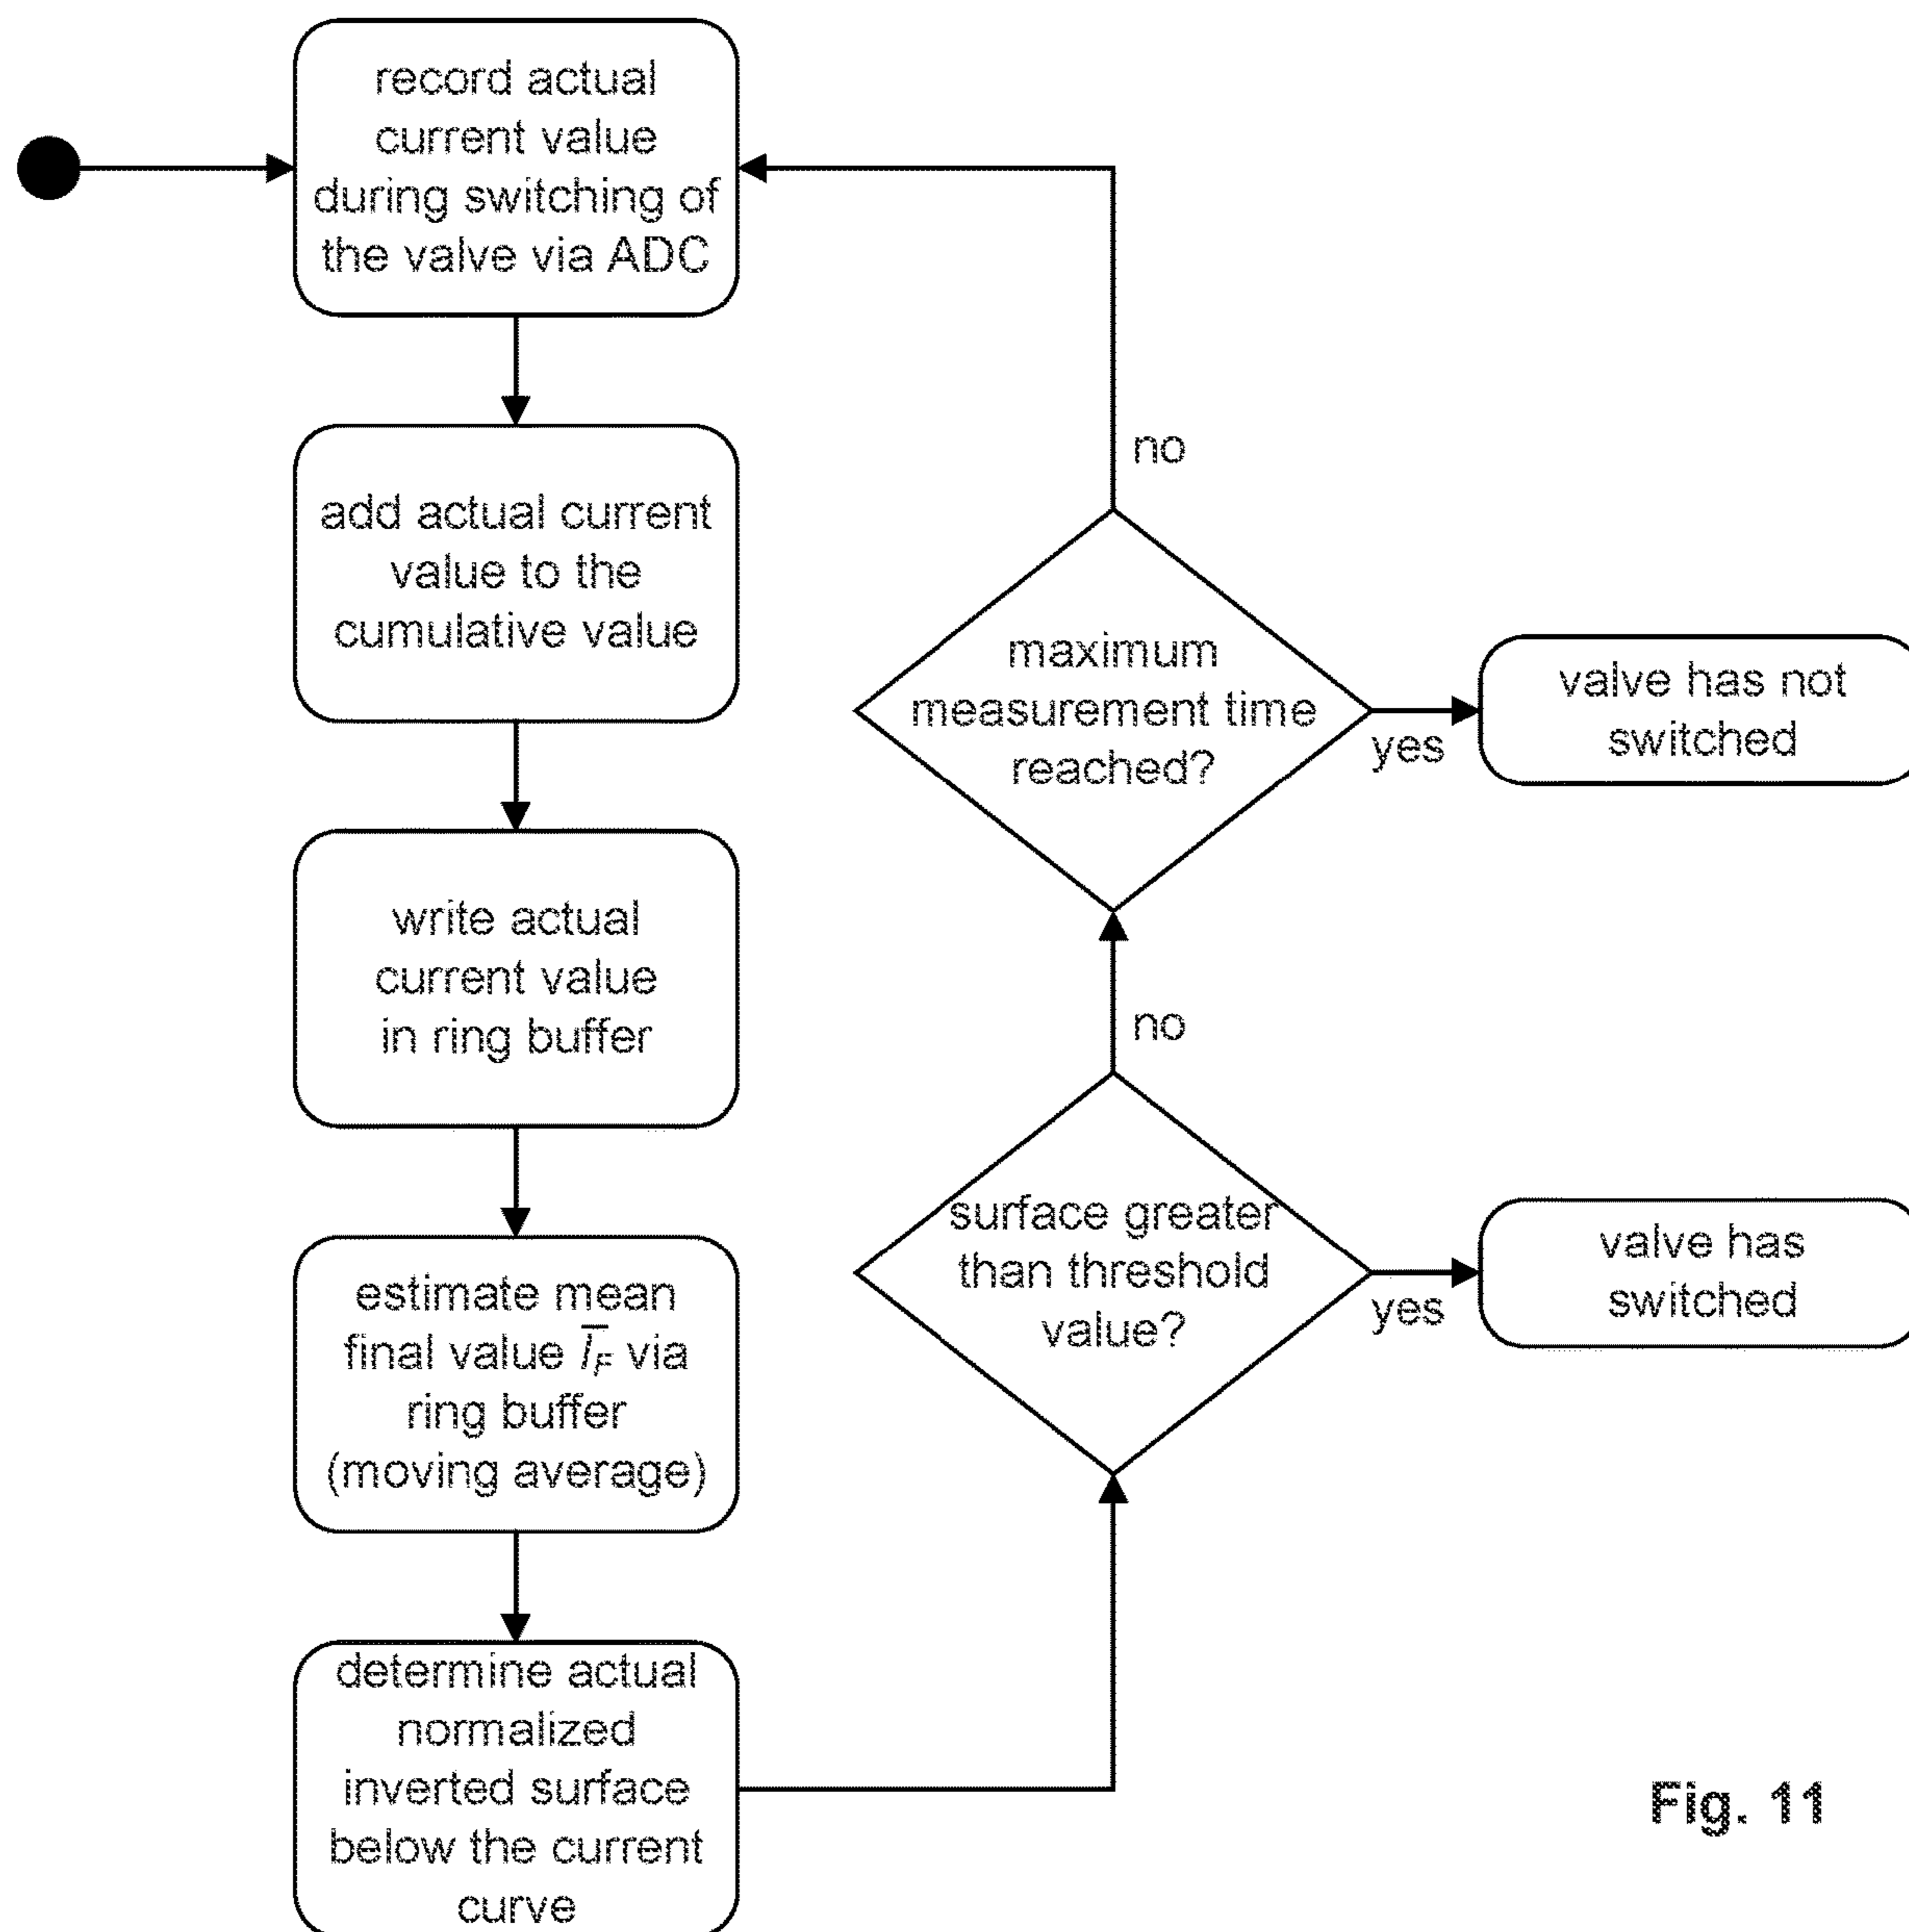 record actual
current value
during switching of
the valve via ADC
add actual current
value to the
cumulative value
write actual
current value
in ring buffer
estimate mean
final value I̅_F via
ring buffer
(moving average)
determine actual
normalized
inverted surface
below the current
curve
surface greater
than threshold
value?
yes
valve has
switched
no
maximum
measurement time
reached?
yes
valve has not
switched
no
Fig. 11